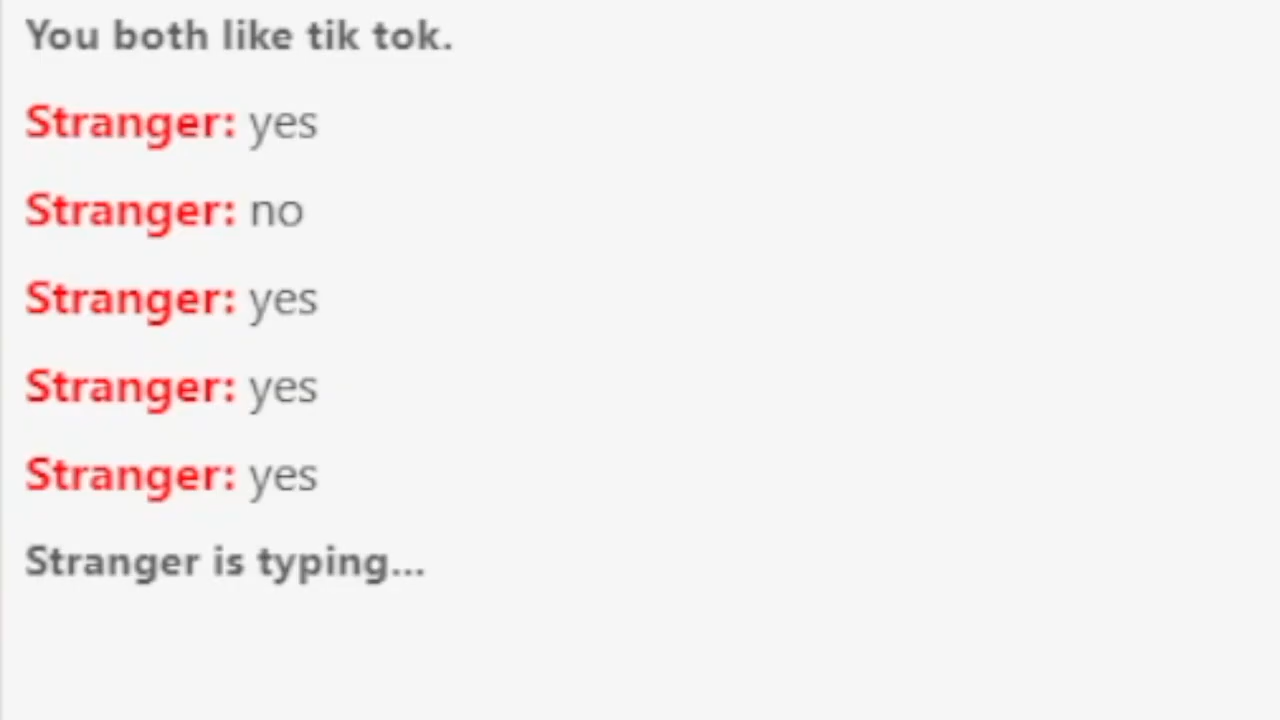 You both like tik tok.
Stranger: yes
Stranger: no
Stranger: yes
Stranger: yes
Stranger: yes
Stranger is typing...